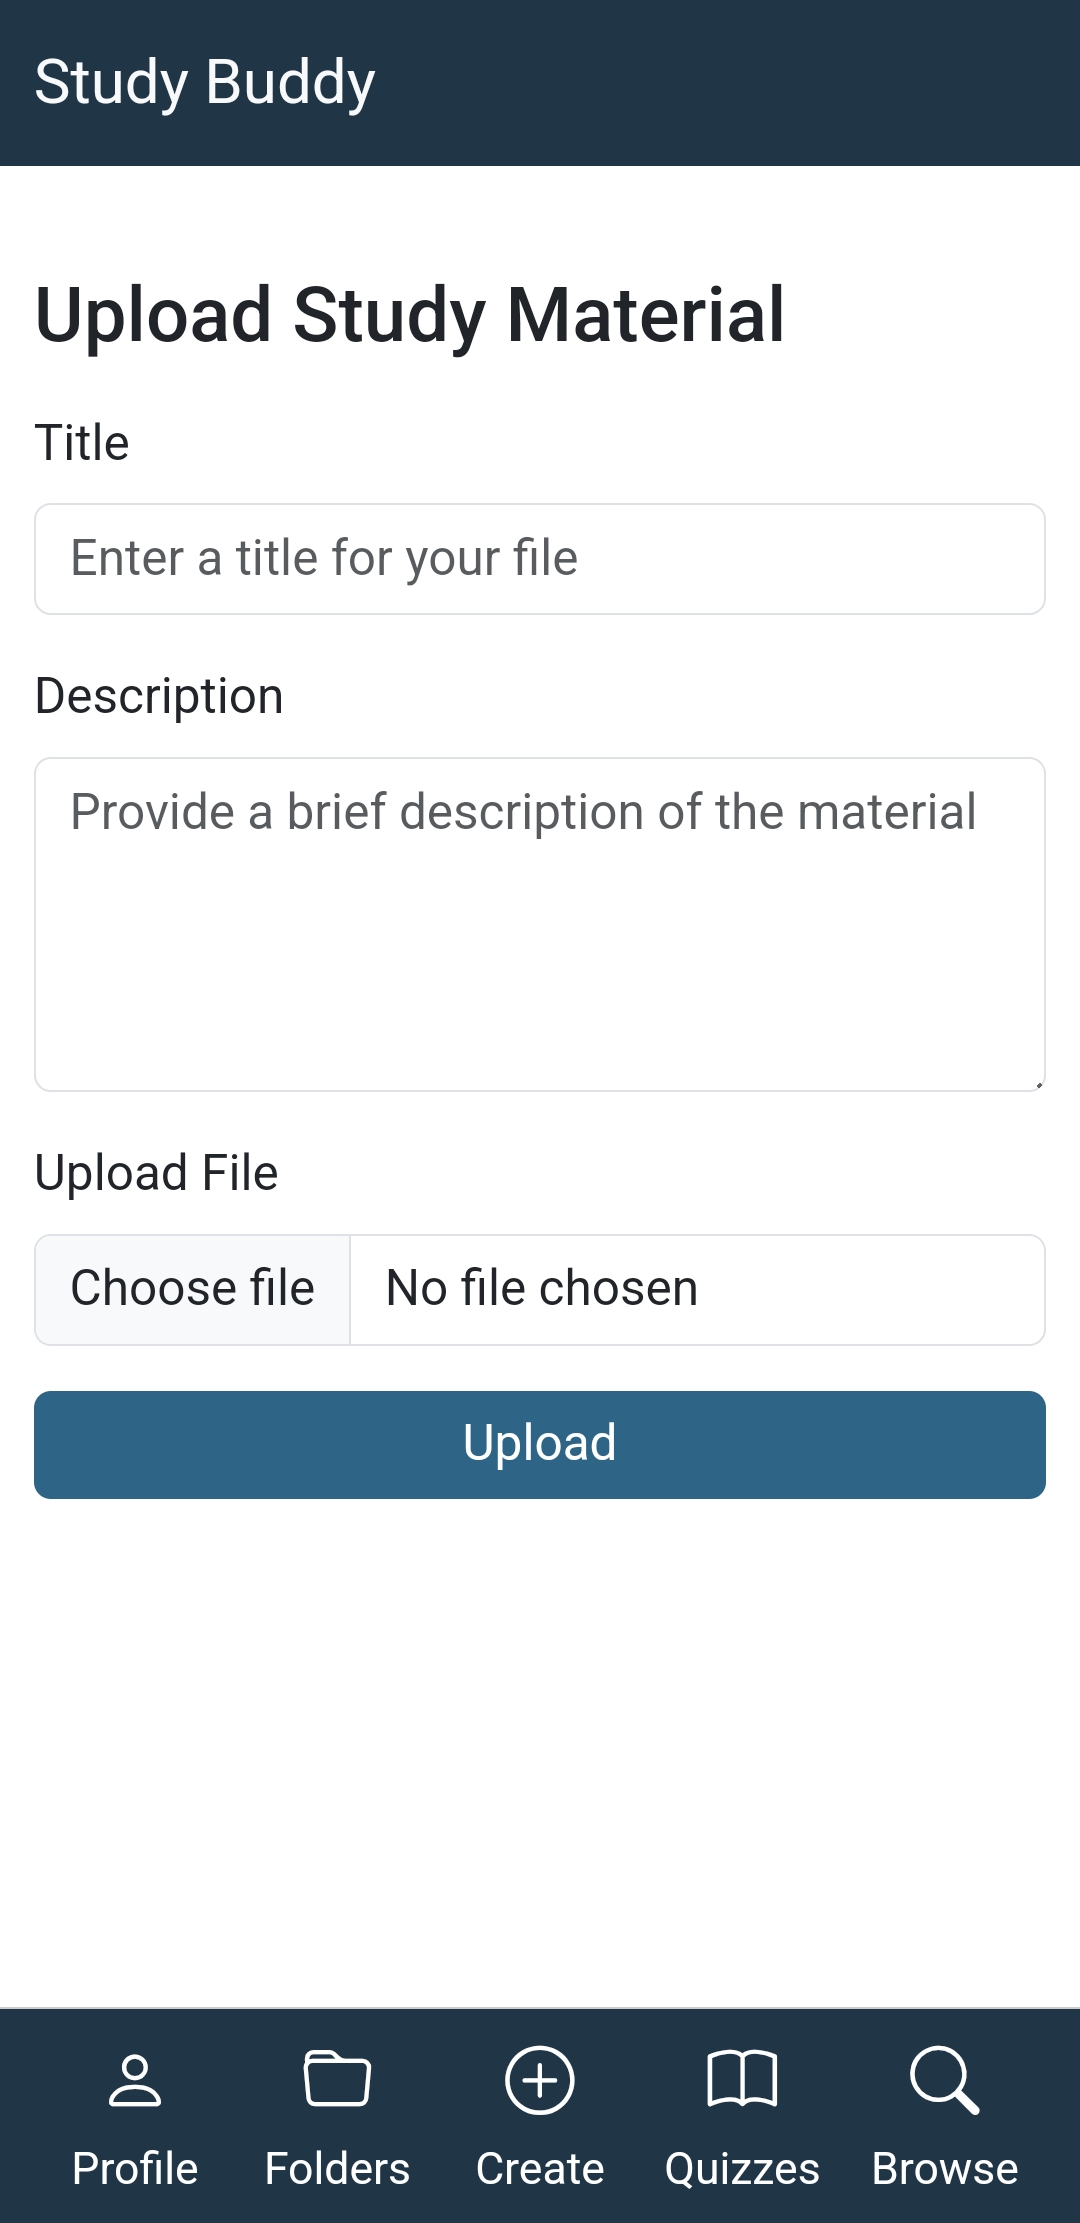 Study Buddy
Upload Study Material
Title
Enter a title for your file
Description
Provide a brief description of the material
Upload File
Choose file No file chosen
Upload
Profile Folders Create Quizzes Browse